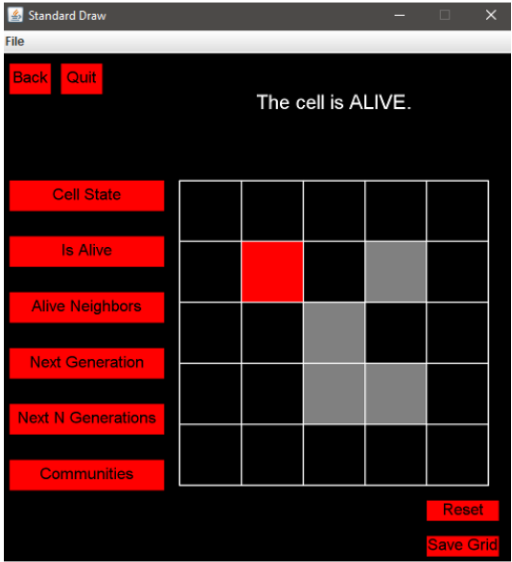 Standard Draw
File
Back Quit
The cell is ALIVE.
Cell State
Is Alive
Alive Neighbors
Next Generation
Next N Generations
Communities
Reset
Save Grid